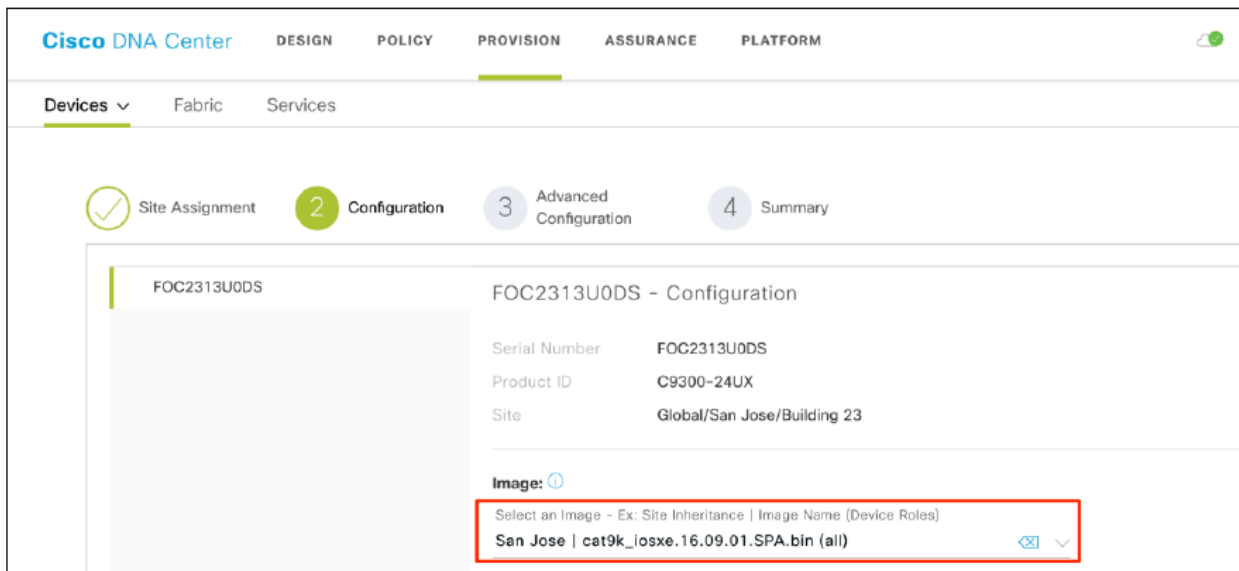 Cisco DNA Center DESIGN POLICY PROVISION ASSURANCE PLATFORM
Devices Fabric Services
Site Assignment 2 Configuration 3 Advanced Configuration 4 Summary
FOC2313U0DS
FOC2313U0DS - Configuration
Serial Number FOC2313U0DS
Product ID C9300-24UX
Site Global/San Jose/Building 23
Image:
Select an Image - Ex: Site Inheritance | Image Name (Device Roles)
San Jose | cat9k_iosxe.16.09.01.SPA.bin (all)